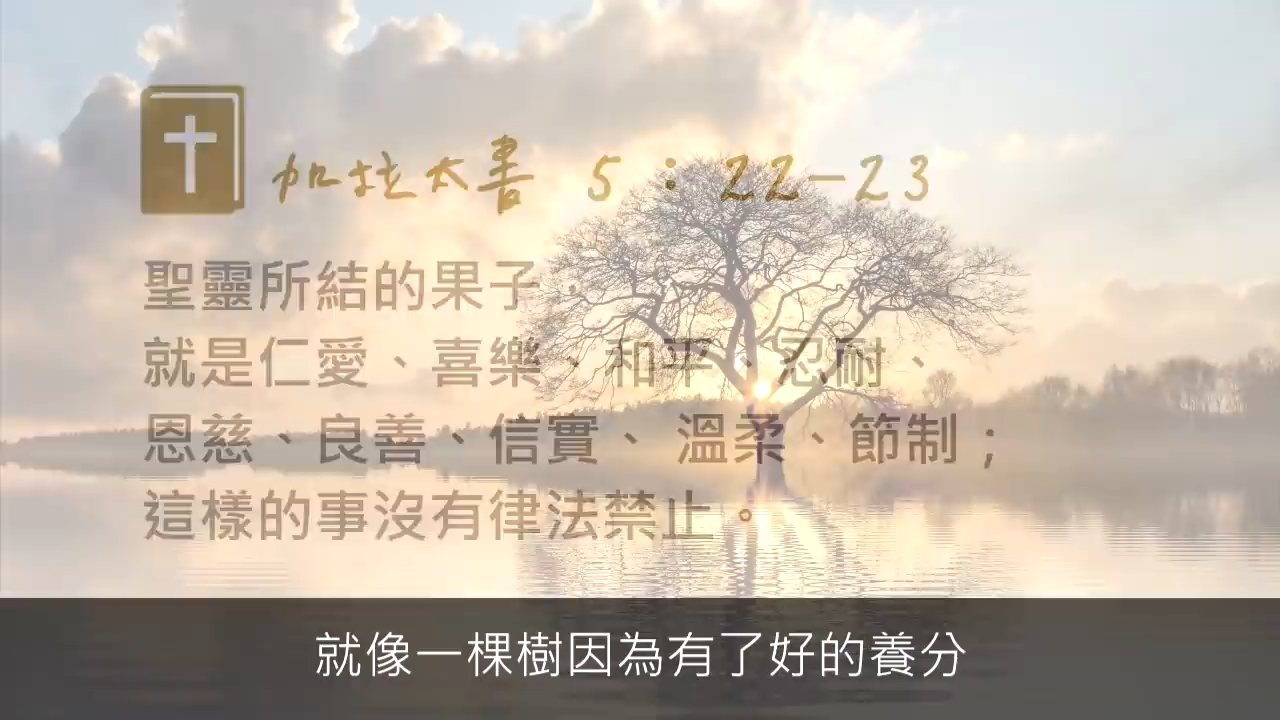 加拉太書 5：22-23
聖靈所結的果子，
就是仁愛、喜樂、和平、忍耐、
恩慈、良善、信實、溫柔、節制；
這樣的事沒有律法禁止。
就像一棵樹因為有了好的養分